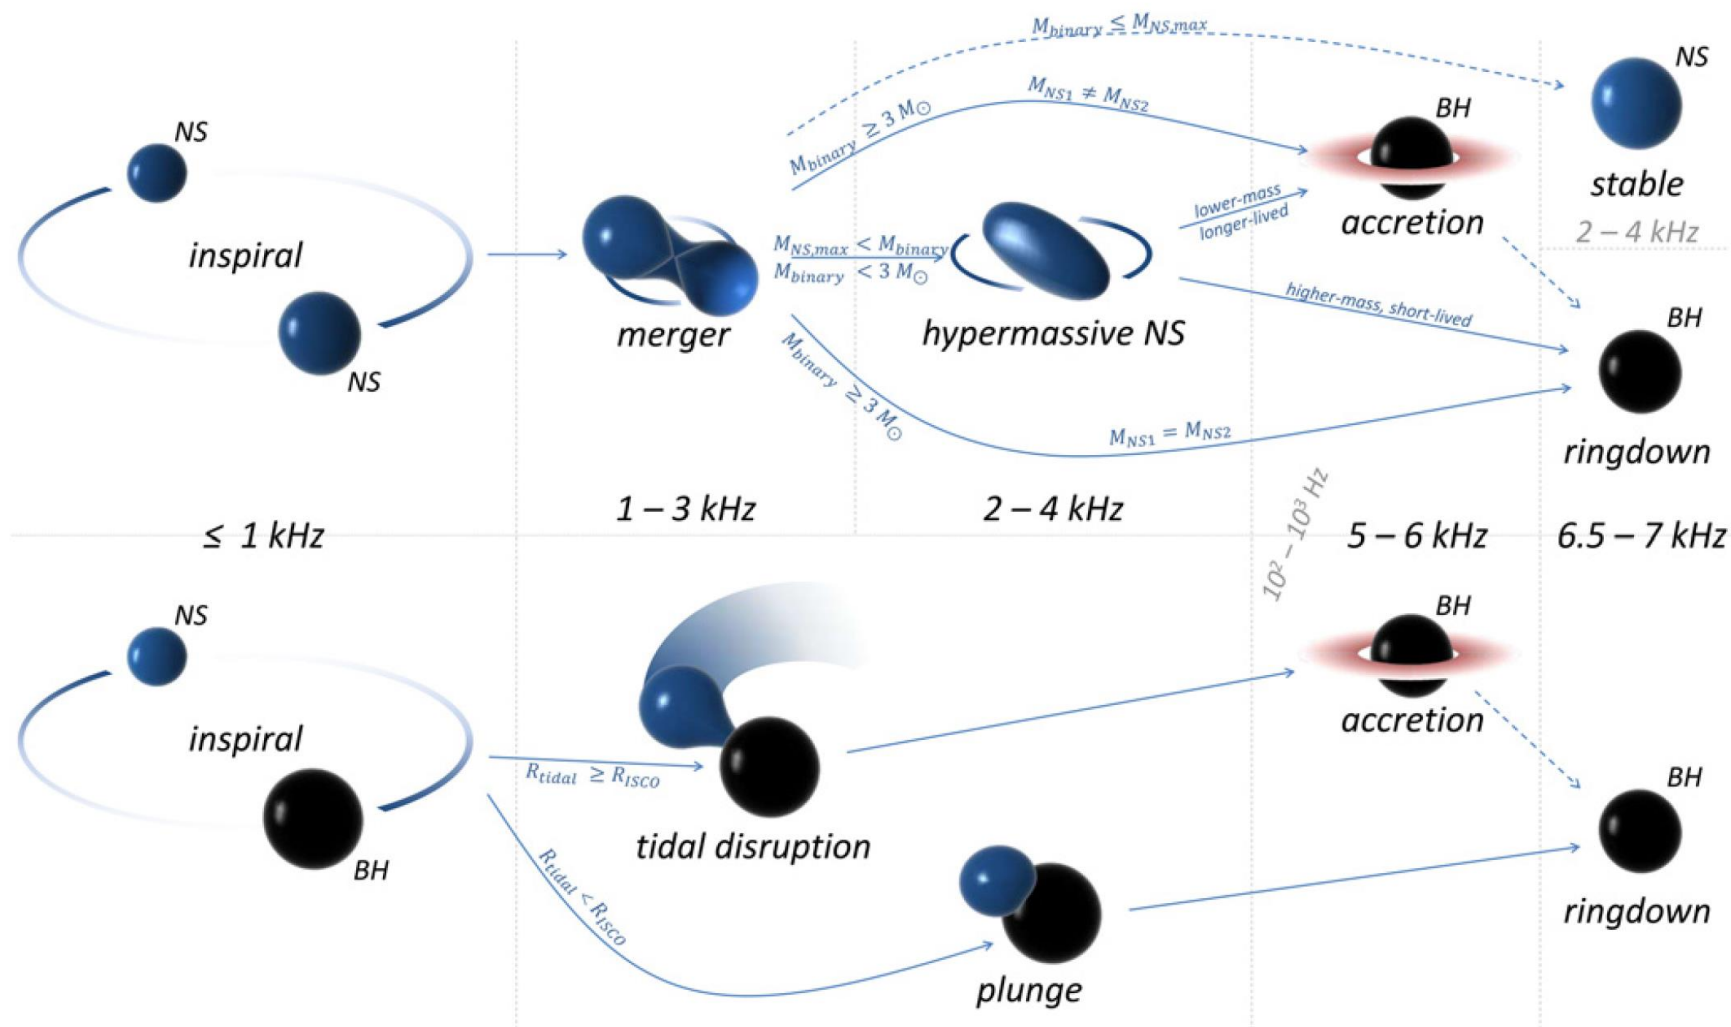 M_binary ≤ M_NS,max
NS
stable
2 – 4 kHz
M_binary ≥ 3 M_⊙
M_NS1 ≠ M_NS2
BH
accretion
NS
inspiral
NS
merger
M_NS,max < M_binary
M_binary < 3 M_⊙
hypermassive NS
lower-mass
longer-lived
higher-mass, short-lived
BH
ringdown
M_binary ≥ 3 M_⊙
M_NS1 = M_NS2
≤ 1 kHz
1 – 3 kHz
2 – 4 kHz
10² – 10³ Hz
5 – 6 kHz
6.5 – 7 kHz
NS
inspiral
BH
R_tidal ≥ R_ISCO
tidal disruption
BH
accretion
R_tidal < R_ISCO
plunge
BH
ringdown